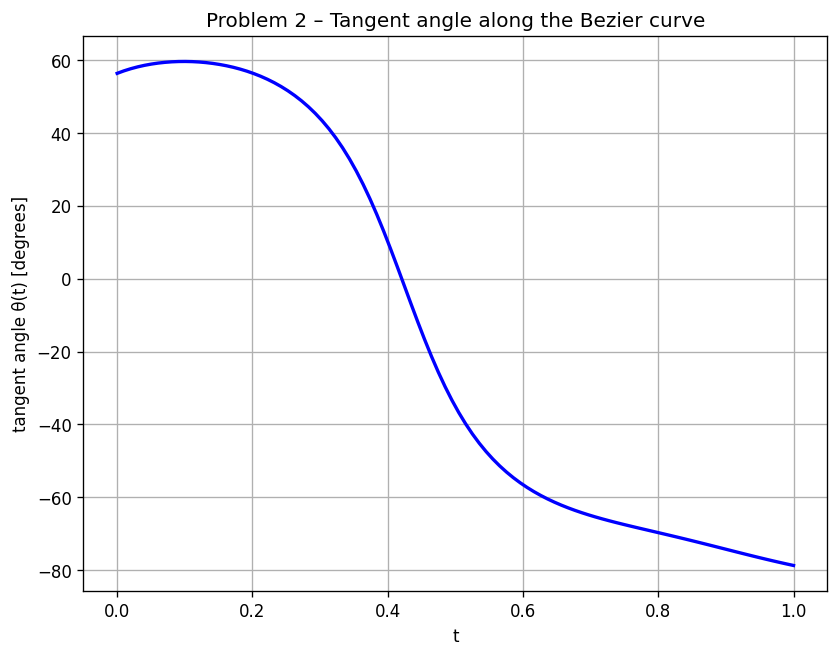 Problem 2 – Tangent angle along the Bezier curve
tangent angle θ(t) [degrees]
60
40
20
0
−20
−40
−60
−80
0.0 0.2 0.4 0.6 0.8 1.0
t